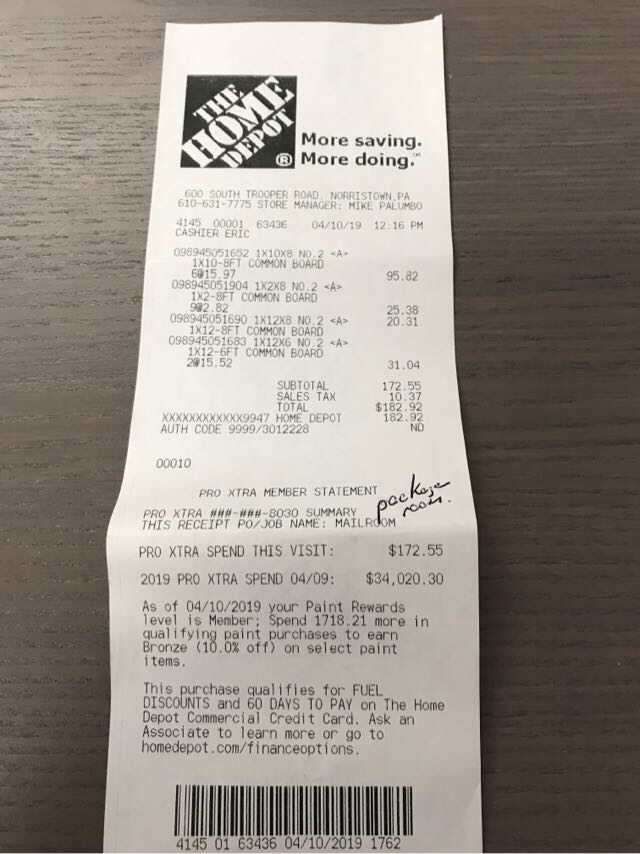 THE
HOME
DEPOT
®
More saving.
More doing.℠
600 SOUTH TROOPER ROAD, NORRISTOWN,PA
610-631-7775 STORE MANAGER: MIKE PALUMBO
4145 00001 63436 04/10/19 12:16 PM
CASHIER ERIC
098945051652 1X10X8 NO.2 <A>
1X10-8FT COMMON BOARD
6@15.97 95.82
098945051904 1X2X8 NO.2 <A>
1X2-8FT COMMON BOARD
9@2.82 25.38
098945051690 1X12X8 NO.2 <A> 20.31
1X12-8FT COMMON BOARD
098945051683 1X12X6 NO.2 <A>
1X12-6FT COMMON BOARD
2@15.52 31.04
SUBTOTAL 172.55
SALES TAX 10.37
TOTAL $182.92
XXXXXXXXXXXX9947 HOME DEPOT 182.92
AUTH CODE 9999/3012228 ND
00010
PRO XTRA MEMBER STATEMENT
package
room.
PRO XTRA ###-###-8030 SUMMARY
THIS RECEIPT PO/JOB NAME: MAILROOM
PRO XTRA SPEND THIS VISIT: $172.55
2019 PRO XTRA SPEND 04/09: $34,020.30
As of 04/10/2019 your Paint Rewards
level is Member; Spend 1718.21 more in
qualifying paint purchases to earn
Bronze (10.0% off) on select paint
items.
This purchase qualifies for FUEL
DISCOUNTS and 60 DAYS TO PAY on The Home
Depot Commercial Credit Card. Ask an
Associate to learn more or go to
homedepot.com/financeoptions.
4145 01 63436 04/10/2019 1762